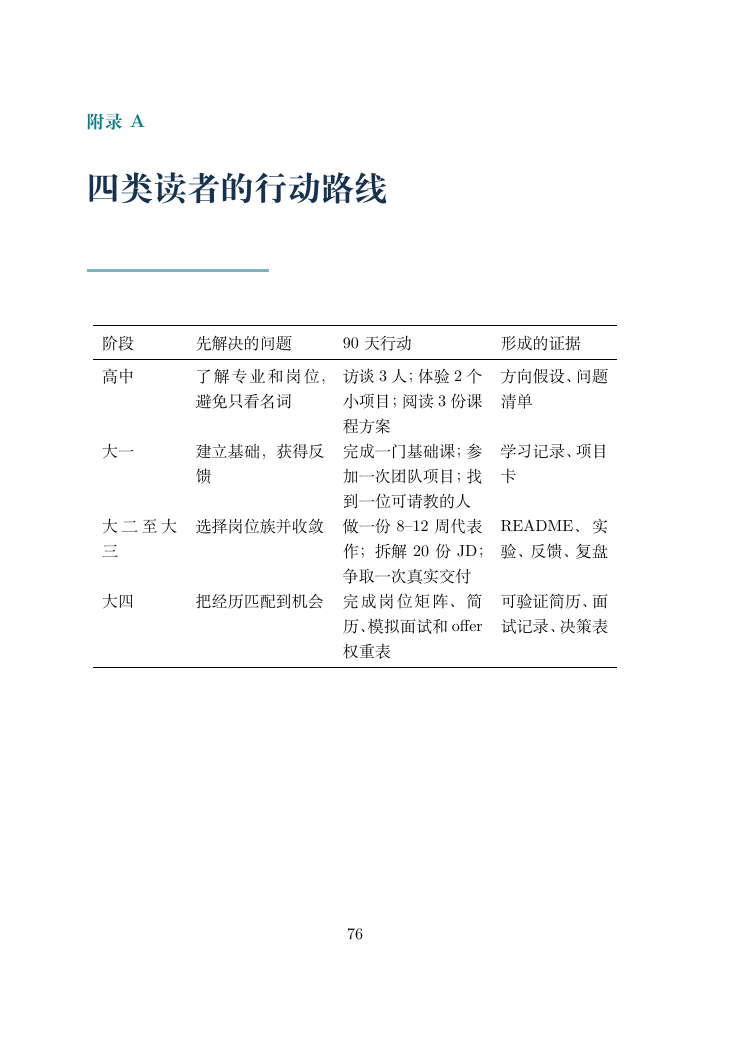 附录 A
四类读者的行动路线
阶段 先解决的问题 90 天行动 形成的证据
高中 了解专业和岗位， 访谈 3 人；体验 2 个 方向假设、问题
避免只看名词 小项目；阅读 3 份课 清单
程方案
大一 建立基础，获得反 完成一门基础课；参 学习记录、项目
馈 加一次团队项目；找 卡
到一位可请教的人
大二至大 选择岗位族并收敛 做一份 8–12 周代表 README、实
三 作；拆解 20 份 JD； 验、反馈、复盘
争取一次真实交付
大四 把经历匹配到机会 完成岗位矩阵、简 可验证简历、面
历、模拟面试和 offer 试记录、决策表
权重表
76